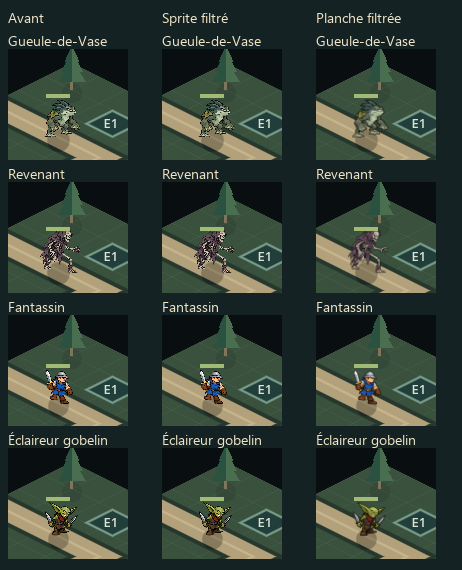 Avant Sprite filtré Planche filtrée
Gueule-de-Vase Gueule-de-Vase Gueule-de-Vase
E1 E1 E1
Revenant Revenant Revenant
E1 E1 E1
Fantassin Fantassin Fantassin
E1 E1 E1
Éclaireur gobelin Éclaireur gobelin Éclaireur gobelin
E1 E1 E1